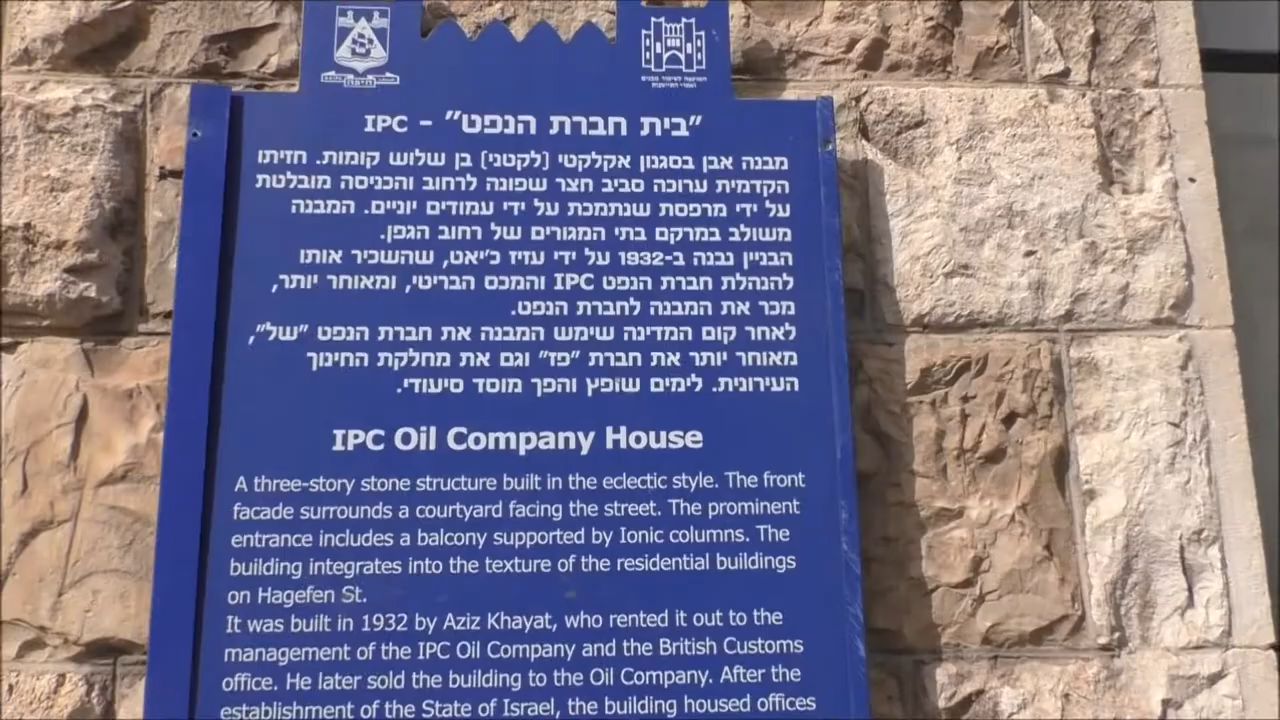 חיפה
המועצה לשימור מבנים
ואתרי התיישבות
"בית חברת הנפט" - IPC
מבנה אבן בסגנון אקלקטי (לקטני) בן שלוש קומות. חזיתו
הקדמית ערוכה סביב חצר שפונה לרחוב והכניסה מובלטת
על ידי מרפסת שנתמכת על ידי עמודים יוניים. המבנה
משולב במרקם בתי המגורים של רחוב הגפן.
הבניין נבנה ב-1932 על ידי עזיז כ'יאט, שהשכיר אותו
להנהלת חברת הנפט IPC והמכס הבריטי, ומאוחר יותר,
מכר את המבנה לחברת הנפט.
לאחר קום המדינה שימש המבנה את חברת הנפט "של",
מאוחר יותר את חברת "פז" וגם את מחלקת החינוך
העירונית. לימים שופץ והפך מוסד סיעודי.
IPC Oil Company House
A three-story stone structure built in the eclectic style. The front
facade surrounds a courtyard facing the street. The prominent
entrance includes a balcony supported by Ionic columns. The
building integrates into the texture of the residential buildings
on Hagefen St.
It was built in 1932 by Aziz Khayat, who rented it out to the
management of the IPC Oil Company and the British Customs
office. He later sold the building to the Oil Company. After the
establishment of the State of Israel, the building housed offices